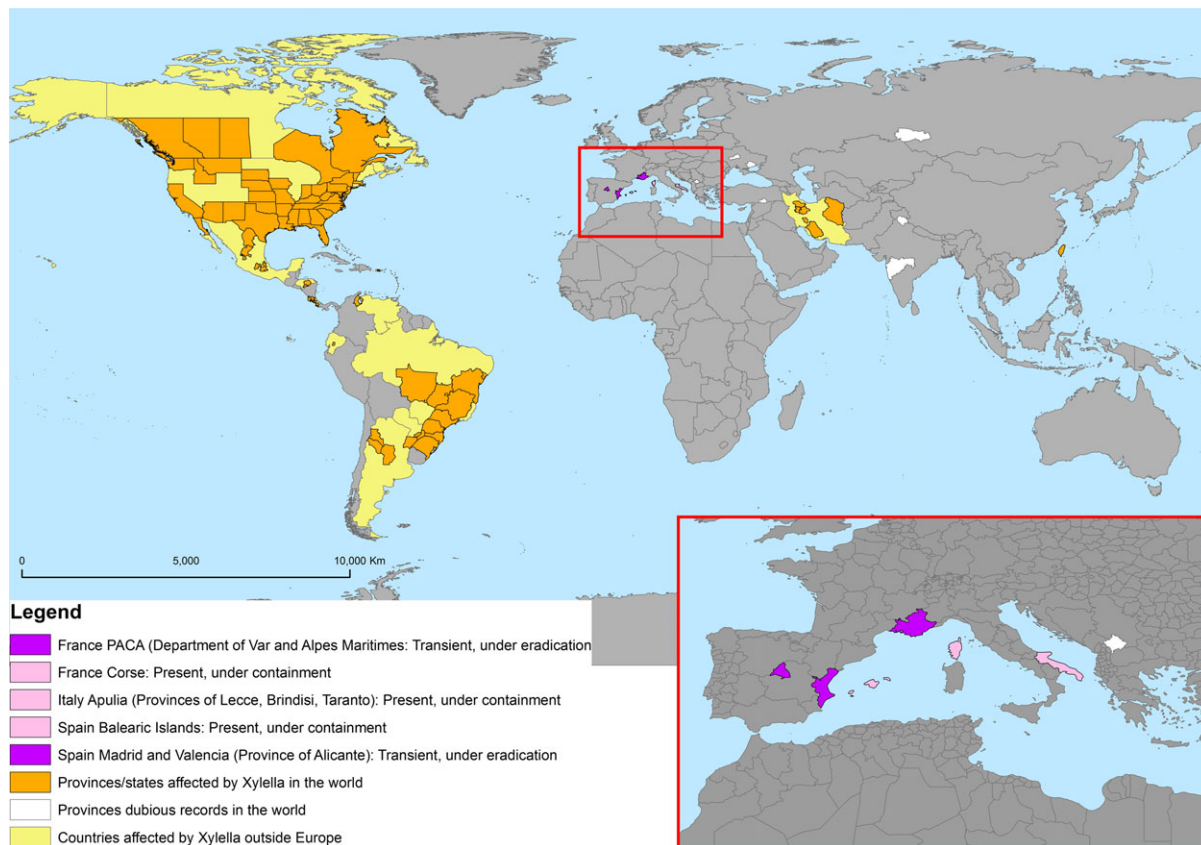 0 5,000 10,000 Km
Legend
France PACA (Department of Var and Alpes Maritimes: Transient, under eradication
France Corse: Present, under containment
Italy Apulia (Provinces of Lecce, Brindisi, Taranto): Present, under containment
Spain Balearic Islands: Present, under containment
Spain Madrid and Valencia (Province of Alicante): Transient, under eradication
Provinces/states affected by Xylella in the world
Provinces dubious records in the world
Countries affected by Xylella outside Europe